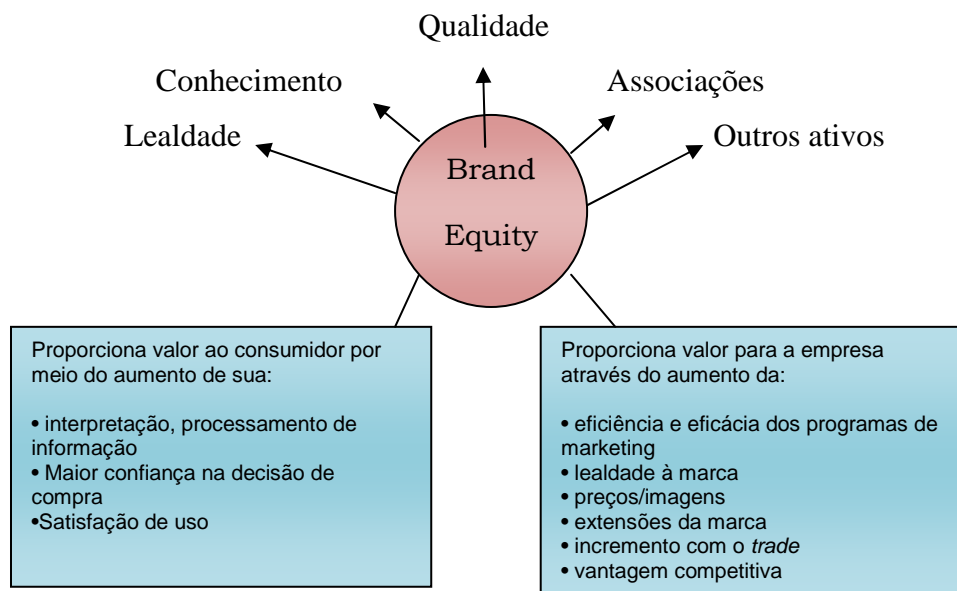 Qualidade
Conhecimento
Associações
Lealdade
Outros ativos
Brand
Equity
Proporciona valor ao consumidor por
meio do aumento de sua:
• interpretação, processamento de
informação
• Maior confiança na decisão de
compra
•Satisfação de uso
Proporciona valor para a empresa
através do aumento da:
• eficiência e eficácia dos programas de
marketing
• lealdade à marca
• preços/imagens
• extensões da marca
• incremento com o trade
• vantagem competitiva